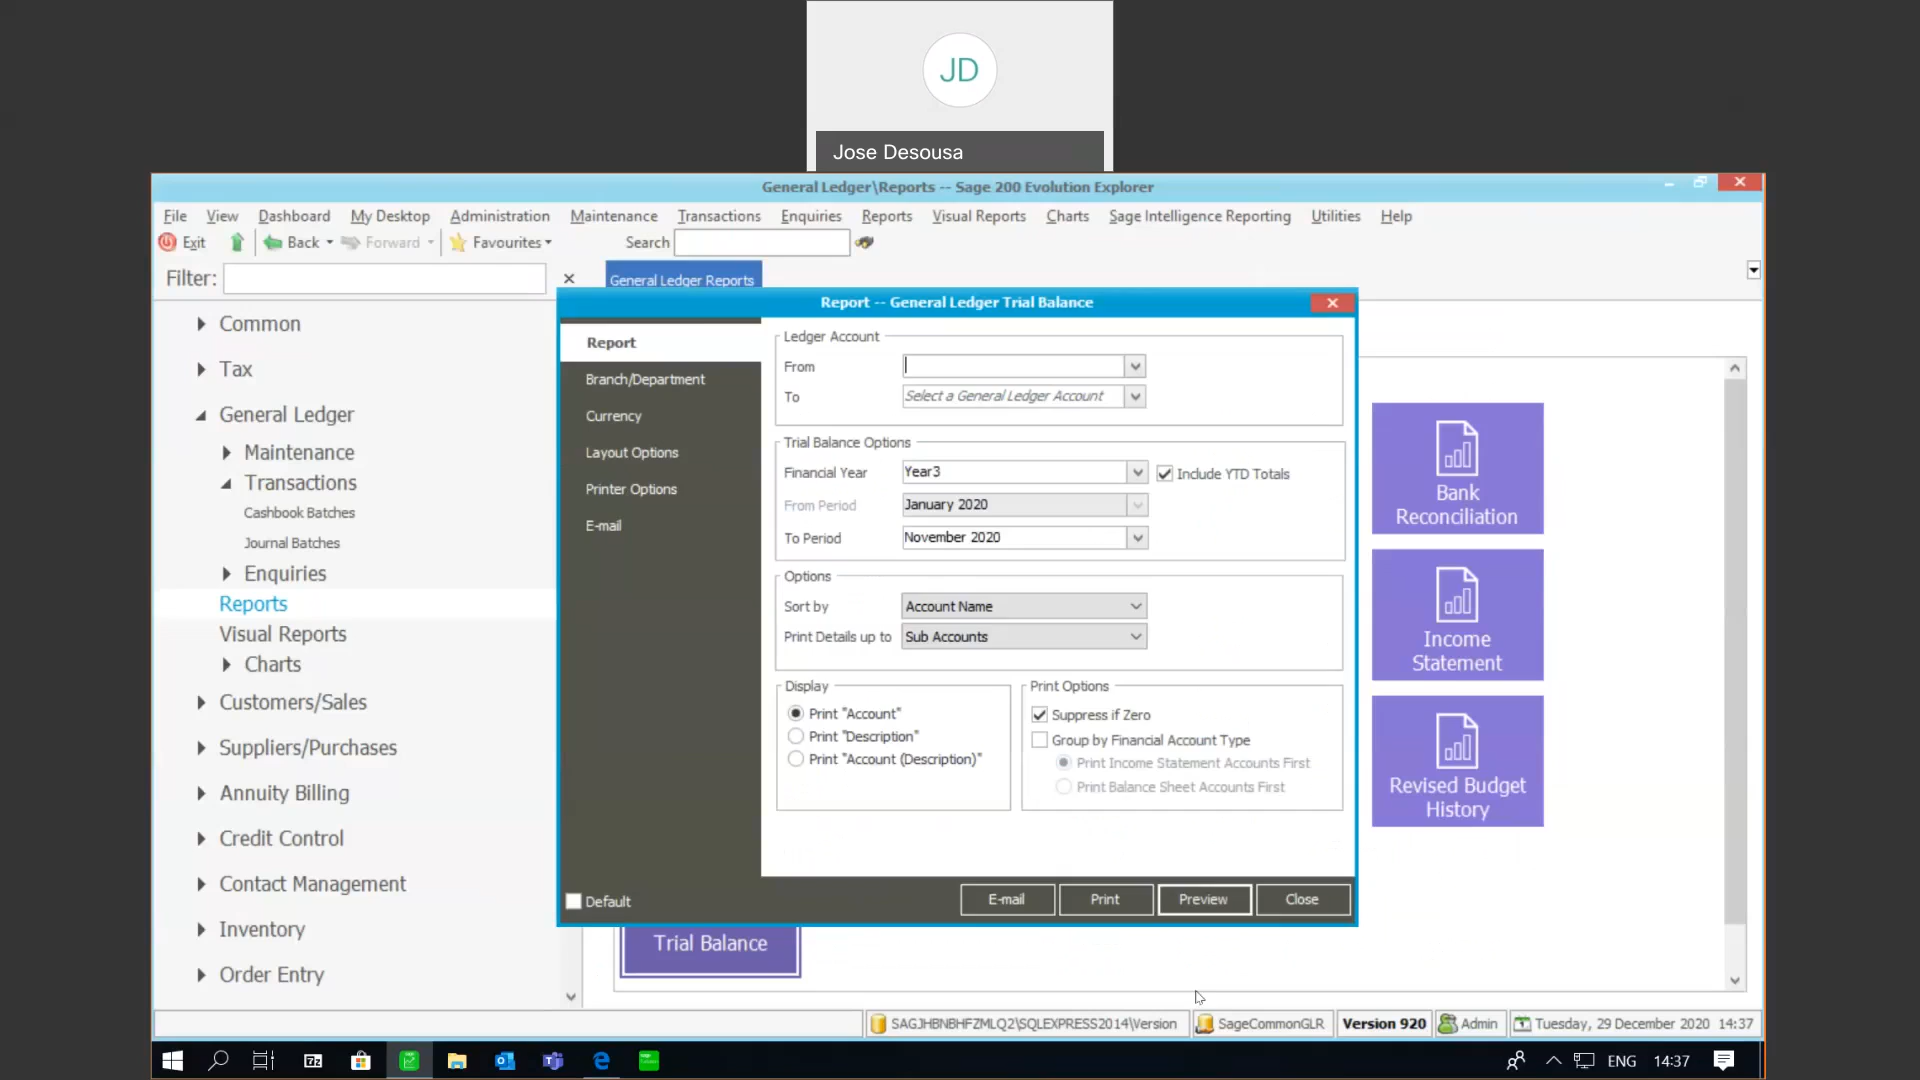 JD
Jose Desousa
General Ledger\Reports -- Sage 200 Evolution Explorer
File View Dashboard My Desktop Administration Maintenance Transactions Enquiries Reports Visual Reports Charts Sage Intelligence Reporting Utilities Help
Exit Back Forward Favourites Search
Filter:
General Ledger Reports
Common
Tax
General Ledger
Maintenance
Transactions
Cashbook Batches
Journal Batches
Enquiries
Reports
Visual Reports
Charts
Customers/Sales
Suppliers/Purchases
Annuity Billing
Credit Control
Contact Management
Inventory
Order Entry
Report -- General Ledger Trial Balance
Report
Branch/Department
Currency
Layout Options
Printer Options
E-mail
Ledger Account
From
To Select a General Ledger Account
Trial Balance Options
Financial Year Year3 Include YTD Totals
From Period January 2020
To Period November 2020
Options
Sort by Account Name
Print Details up to Sub Accounts
Display
Print "Account"
Print "Description"
Print "Account (Description)"
Print Options
Suppress if Zero
Group by Financial Account Type
Print Income Statement Accounts First
Print Balance Sheet Accounts First
Default
E-mail Print Preview Close
Bank
Reconciliation
Income
Statement
Revised Budget
History
Trial Balance
SAGJHBNBHFZMLQ2\SQLEXPRESS2014\Version SageCommonGLR Version 920 Admin Tuesday, 29 December 2020 14:37
ENG 14:37